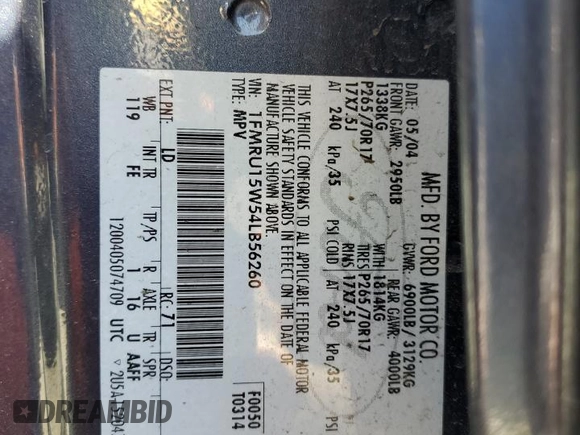 MFD. BY FORD MOTOR CO.
DATE: 05/04 GVWR: 6900LB / 3129KG
FRONT GAWR: 2950LB REAR GAWR: 4000LB
1338KG WITH 1814KG
P265/70R17 TIRES P265/70R17
17X7.5J RIMS 17X7.5J
AT 240 kPa/35 PSI COLD AT 240 kPa/35 PSI
THIS VEHICLE CONFORMS TO ALL APPLICABLE FEDERAL MOTOR
VEHICLE SAFETY STANDARDS IN EFFECT ON THE DATE OF
MANUFACTURE SHOWN ABOVE.
VIN: 1FMRU15W54LB56260
TYPE: MPV
F0050
T0314
EXT PNT: LD RC: 71 DSO:
WB INT TR TP/PS R AXLE TR SPR
119 FE 1 16 U AAFF
1200405074709 UTC
AUTOBIDMASTER